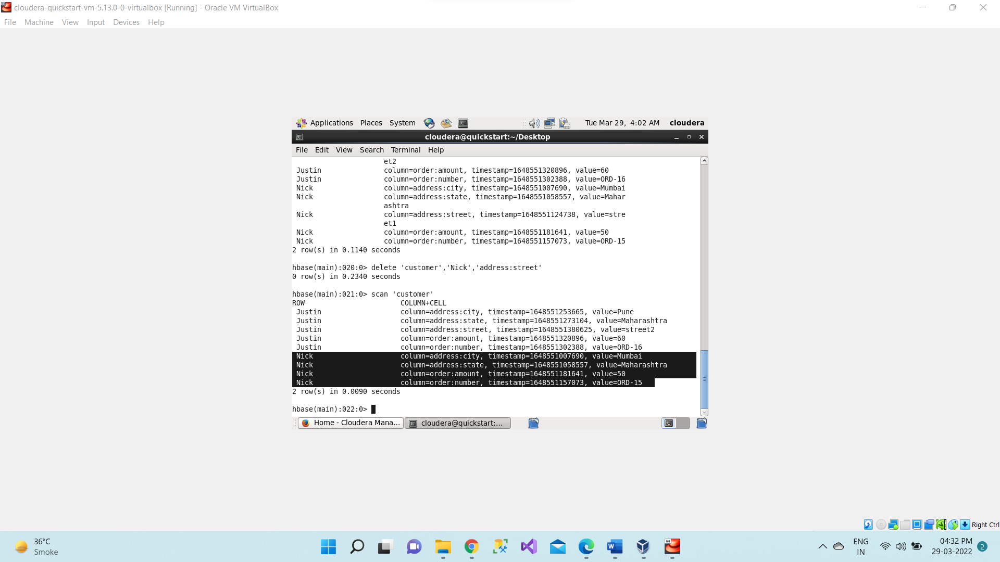 cloudera-quickstart-vm-5.13.0-0-virtualbox [Running] - Oracle VM VirtualBox
File Machine View Input Devices Help
Applications Places System Tue Mar 29, 4:02 AM cloudera
cloudera@quickstart:~/Desktop
File Edit View Search Terminal Help
et2
Justin column=order:amount, timestamp=1648551320896, value=60
Justin column=order:number, timestamp=1648551302388, value=ORD-16
Nick column=address:city, timestamp=1648551007690, value=Mumbai
Nick column=address:state, timestamp=1648551058557, value=Mahar
ashtra
Nick column=address:street, timestamp=1648551124738, value=stre
et1
Nick column=order:amount, timestamp=1648551181641, value=50
Nick column=order:number, timestamp=1648551157073, value=ORD-15
2 row(s) in 0.1140 seconds
hbase(main):020:0> delete 'customer','Nick','address:street'
0 row(s) in 0.2340 seconds
hbase(main):021:0> scan 'customer'
ROW COLUMN+CELL
Justin column=address:city, timestamp=1648551253665, value=Pune
Justin column=address:state, timestamp=1648551273104, value=Maharashtra
Justin column=address:street, timestamp=1648551380625, value=street2
Justin column=order:amount, timestamp=1648551320896, value=60
Justin column=order:number, timestamp=1648551302388, value=ORD-16
Nick column=address:city, timestamp=1648551007690, value=Mumbai
Nick column=address:state, timestamp=1648551058557, value=Maharashtra
Nick column=order:amount, timestamp=1648551181641, value=50
Nick column=order:number, timestamp=1648551157073, value=ORD-15
2 row(s) in 0.0090 seconds
hbase(main):022:0>
Home - Cloudera Mana... cloudera@quickstart:...
Right Ctrl
36°C
Smoke
ENG
IN
04:32 PM
29-03-2022
2